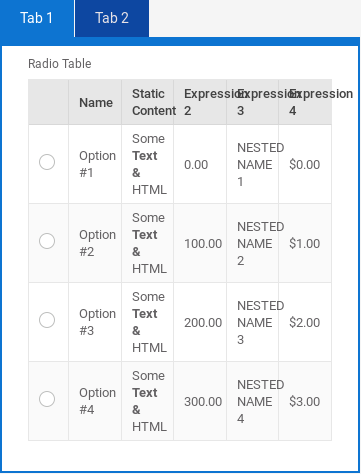 Tab 1 Tab 2
Radio Table
Name Static Content Expression 2 Expression 3 Expression 4
Option #1 Some Text & HTML 0.00 NESTED NAME 1 $0.00
Option #2 Some Text & HTML 100.00 NESTED NAME 2 $1.00
Option #3 Some Text & HTML 200.00 NESTED NAME 3 $2.00
Option #4 Some Text & HTML 300.00 NESTED NAME 4 $3.00